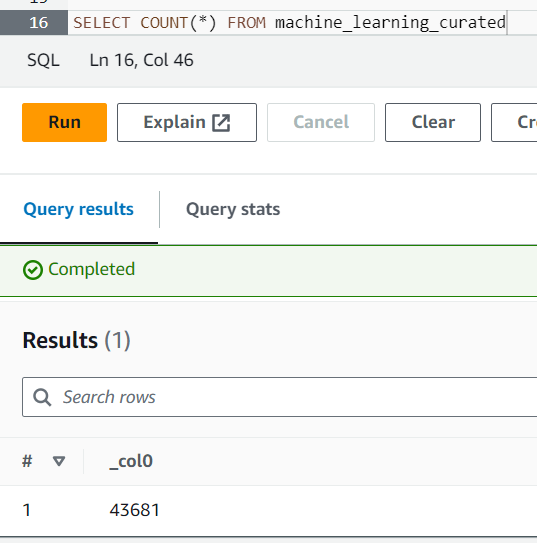 16 SELECT COUNT(*) FROM machine_learning_curated
SQL Ln 16, Col 46
Run Explain Cancel Clear Cr
Query results Query stats
Completed
Results (1)
Search rows
# _col0
1 43681